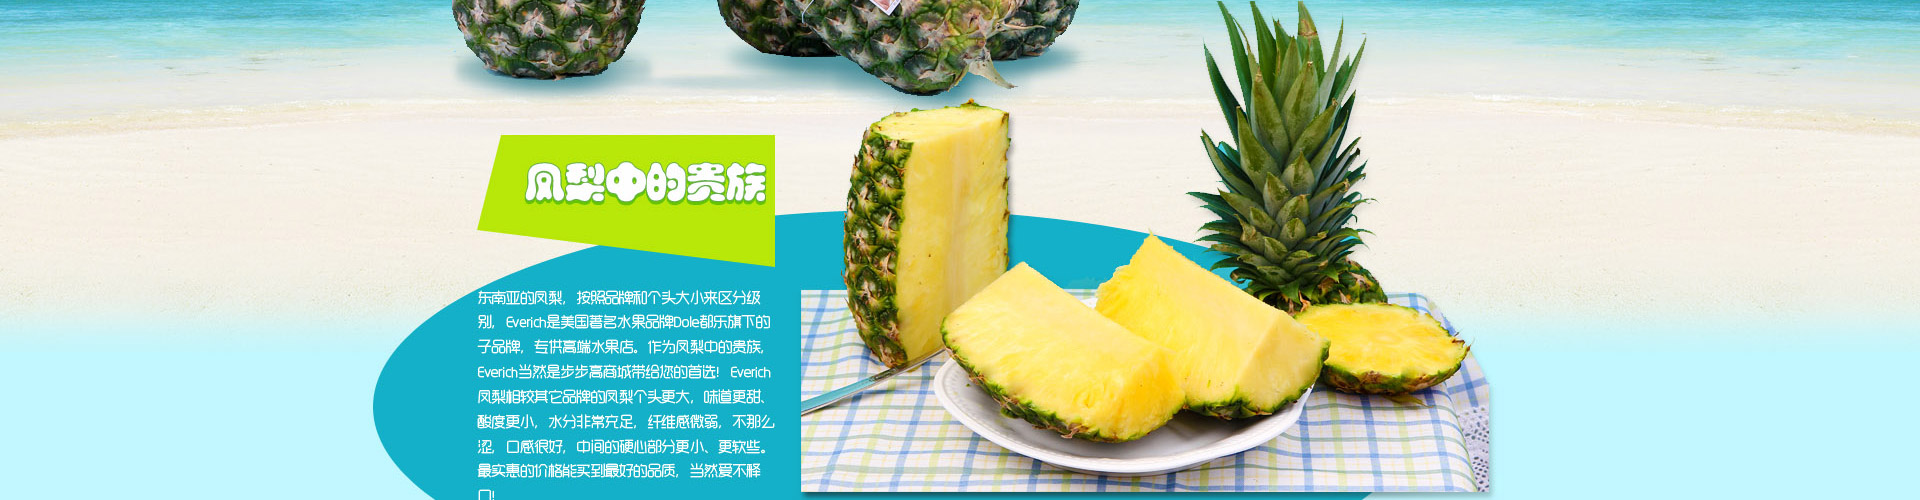 凤梨中的贵族
东南亚的凤梨，按照品牌和个头大小来区分级
别，Everich是美国著名水果品牌Dole都乐旗下的
子品牌，专供高端水果店。作为凤梨中的贵族，
Everich当然是步步高商城带给您的首选！Everich
凤梨相较其它品牌的凤梨个头更大，味道更甜、
酸度更小，水分非常充足，纤维感微弱，不那么
涩，口感很好，中间的硬心部分更小、更软些。
最实惠的价格能买到最好的品质，当然爱不释
口！